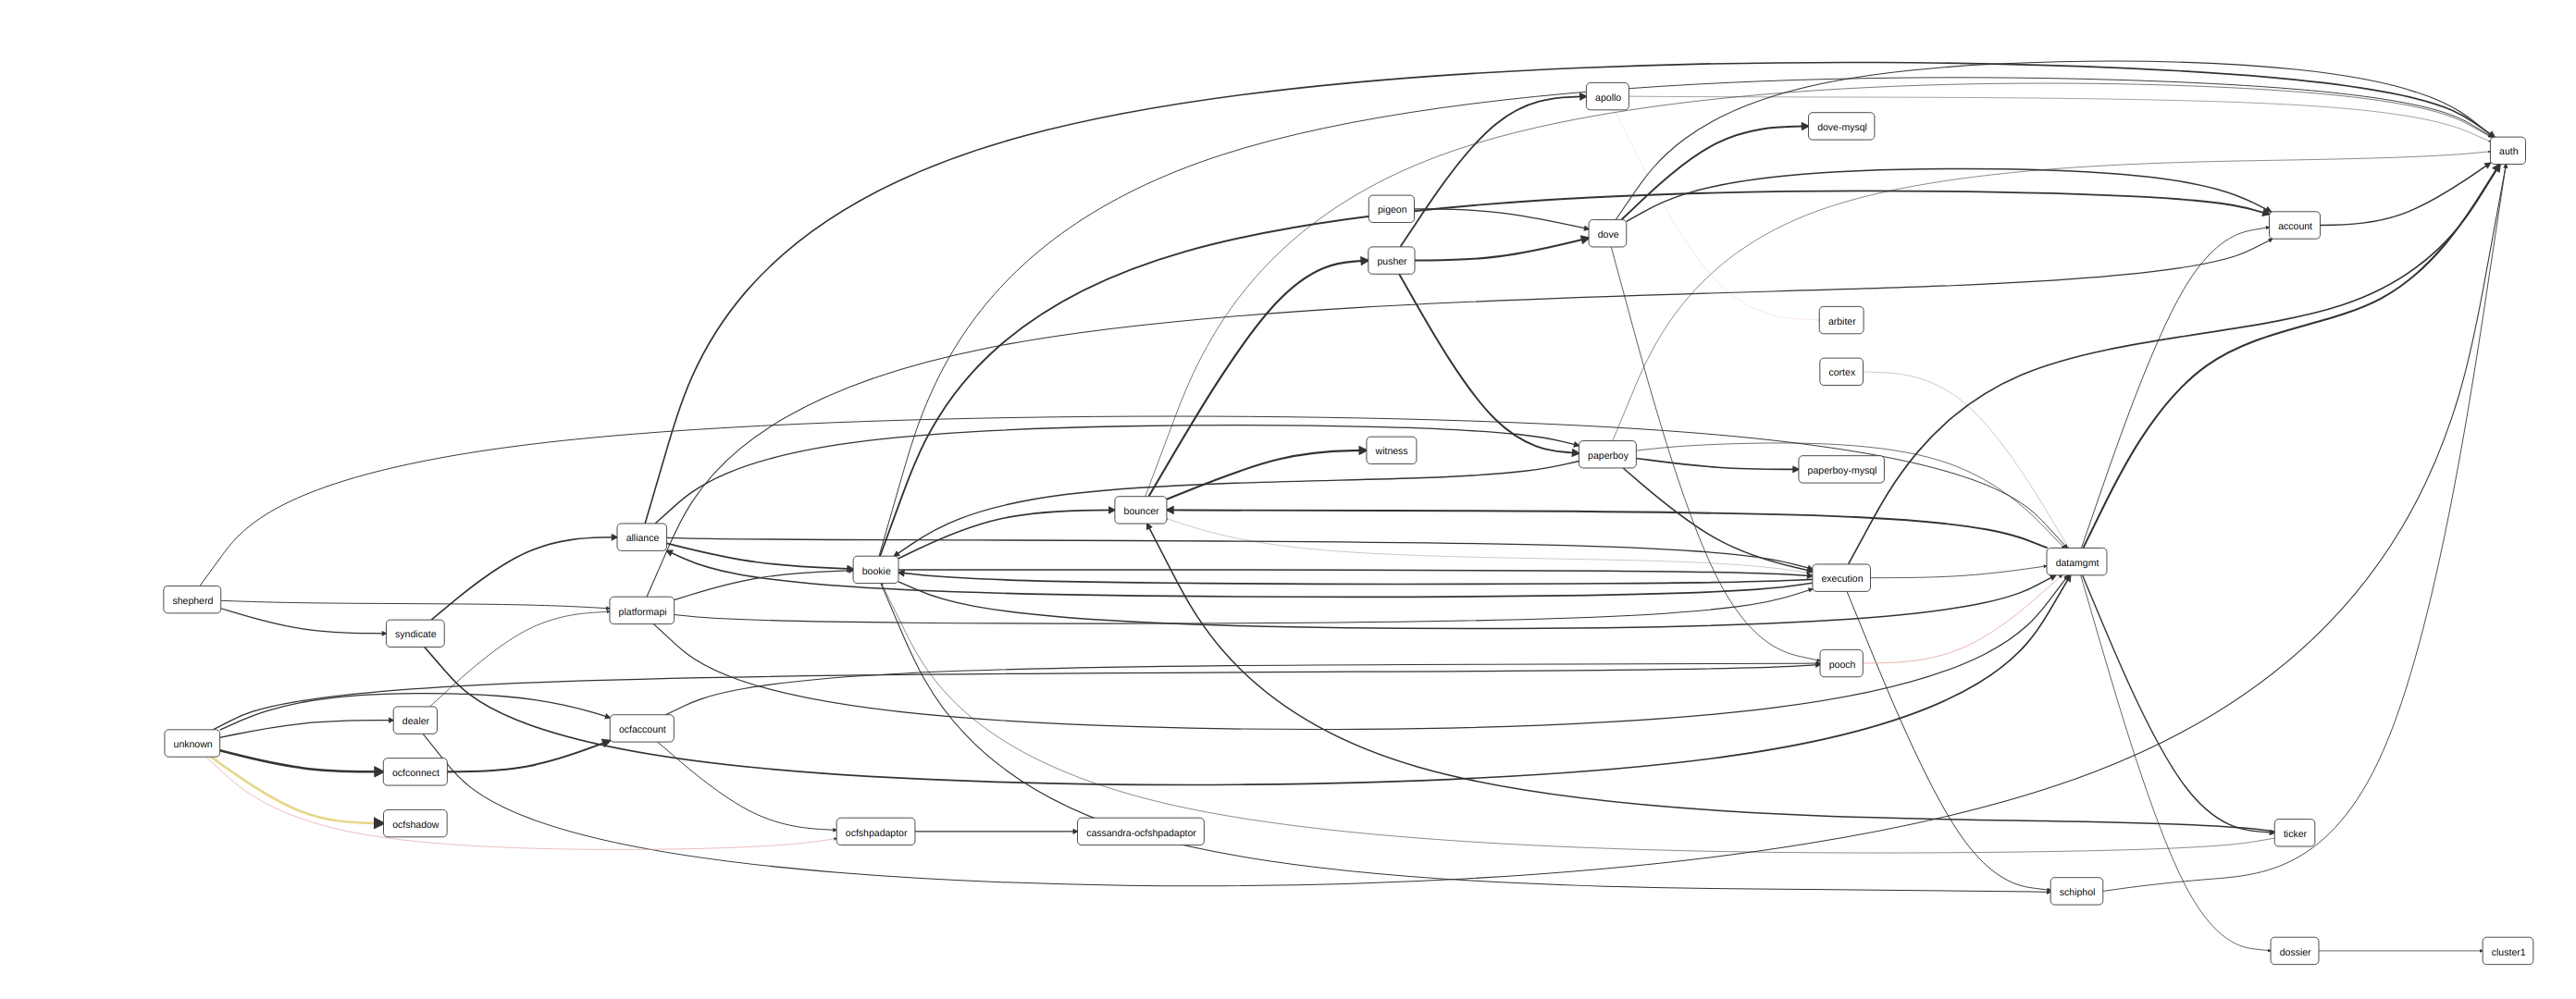 apollo
dove-mysql
auth
pigeon
account
dove
pusher
arbiter
cortex
witness
paperboy
paperboy-mysql
bouncer
alliance
datamgmt
bookie
execution
shepherd
platformapi
syndicate
pooch
dealer
ocfaccount
unknown
ocfconnect
ocfshadow
ocfshpadaptor
cassandra-ocfshpadaptor
ticker
schiphol
dossier
cluster1